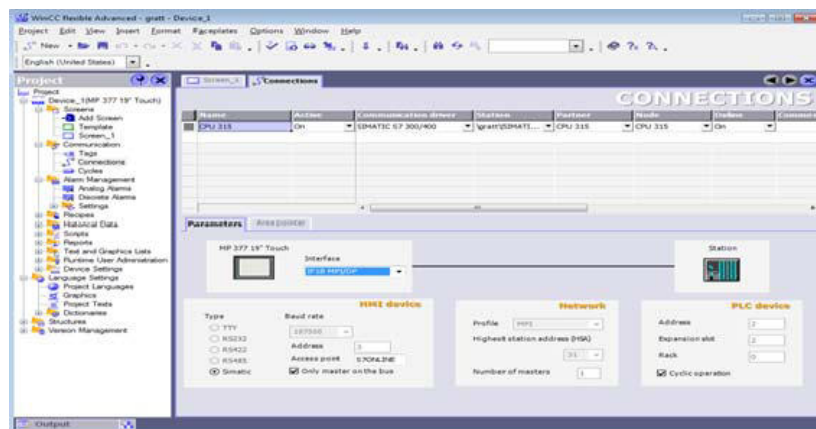 WinCC flexible Advanced - gratt - Device_1
Project Edit View Insert Format Faceplates Options Window Help
New
English (United States)
Project
Screen_1
Connections
CONNECTIONS
Project
Device_1(MP 377 19" Touch)
Screens
Add Screen
Template
Screen_1
Communication
Tags
Connections
Cycles
Alarm Management
Analog Alarms
Discrete Alarms
Settings
Recipes
Historical Data
Scripts
Reports
Text and Graphics Lists
Runtime User Administration
Device Settings
Language Settings
Project Languages
Graphics
Project Texts
Dictionaries
Structures
Version Management
Name Active Communication driver Station Partner Node Online Comment
CPU 315 On SIMATIC S7 300/400 \gratt\SIMATI... CPU 315 CPU 315 On
Parameters Area pointer
MP 377 19" Touch
Interface
IF1B MPI/DP
Station
HMI device
Type
TTY
RS232
RS422
RS485
Simatic
Baud rate
187500
Address 1
Access point S7ONLINE
Only master on the bus
Network
Profile MPI
Highest station address (HSA)
31
Number of masters 1
PLC device
Address 2
Expansion slot 2
Rack 0
Cyclic operation
Output